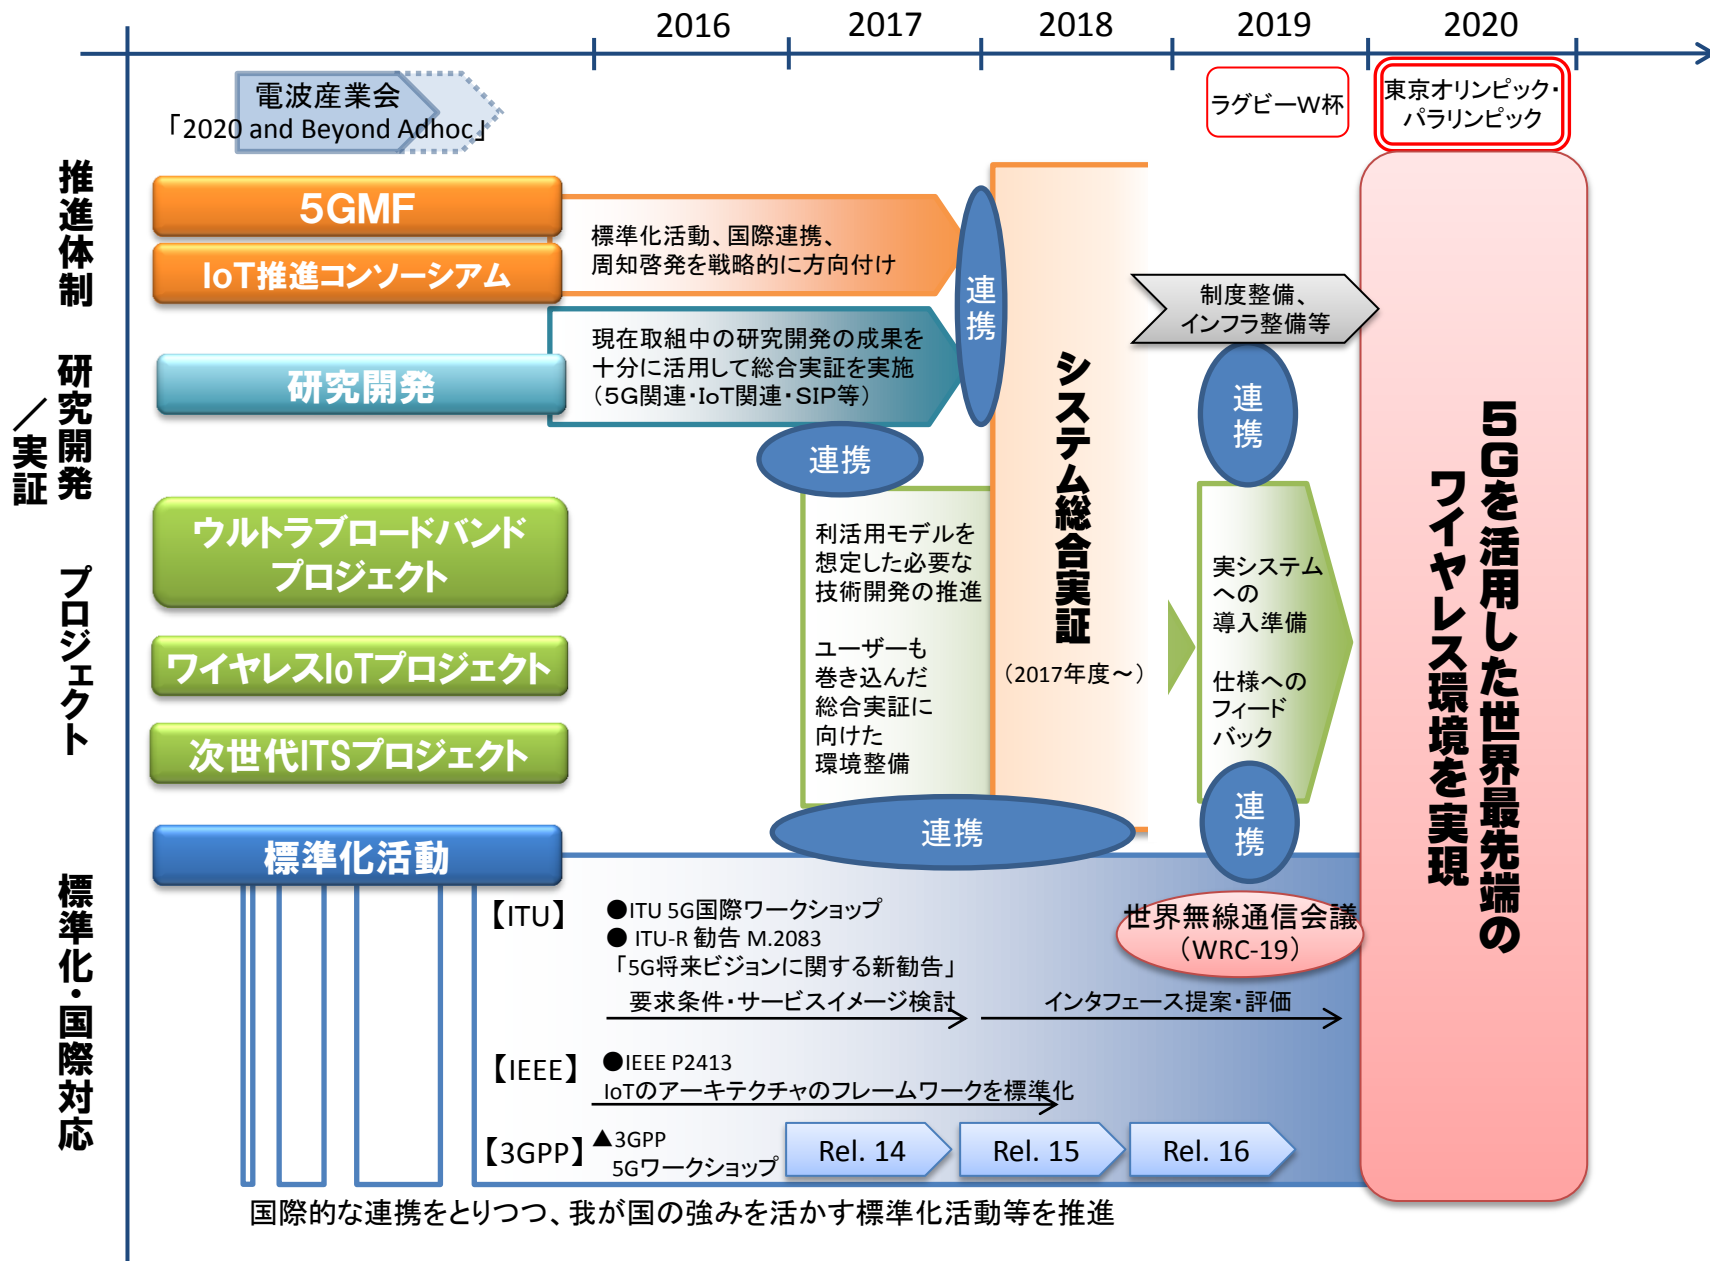 2016
2017
2018
2019
2020
電波産業会
「2020 and Beyond Adhoc」
ラグビーW杯
東京オリンピック・
パラリンピック
推進体制
5GMF
IoT推進コンソーシアム
標準化活動、国際連携、
周知啓発を戦略的に方向付け
連携
制度整備、
インフラ整備等
研究開発
／実証
研究開発
現在取組中の研究開発の成果を
十分に活用して総合実証を実施
（5G関連・IoT関連・SIP等）
連携
連携
システム総合実証
（2017年度～）
5Gを活用した世界最先端の
ワイヤレス環境を実現
プロジェクト
ウルトラブロードバンド
プロジェクト
ワイヤレスIoTプロジェクト
次世代ITSプロジェクト
利活用モデルを
想定した必要な
技術開発の推進
ユーザーも
巻き込んだ
総合実証に
向けた
環境整備
実システム
への
導入準備
仕様への
フィード
バック
連携
連携
標準化・国際対応
標準化活動
【ITU】
●ITU 5G国際ワークショップ
● ITU-R 勧告 M.2083
「5G将来ビジョンに関する新勧告」
要求条件・サービスイメージ検討
インタフェース提案・評価
世界無線通信会議
（WRC-19）
【IEEE】
●IEEE P2413
IoTのアーキテクチャのフレームワークを標準化
【3GPP】
▲3GPP
5Gワークショップ
Rel. 14
Rel. 15
Rel. 16
国際的な連携をとりつつ、我が国の強みを活かす標準化活動等を推進